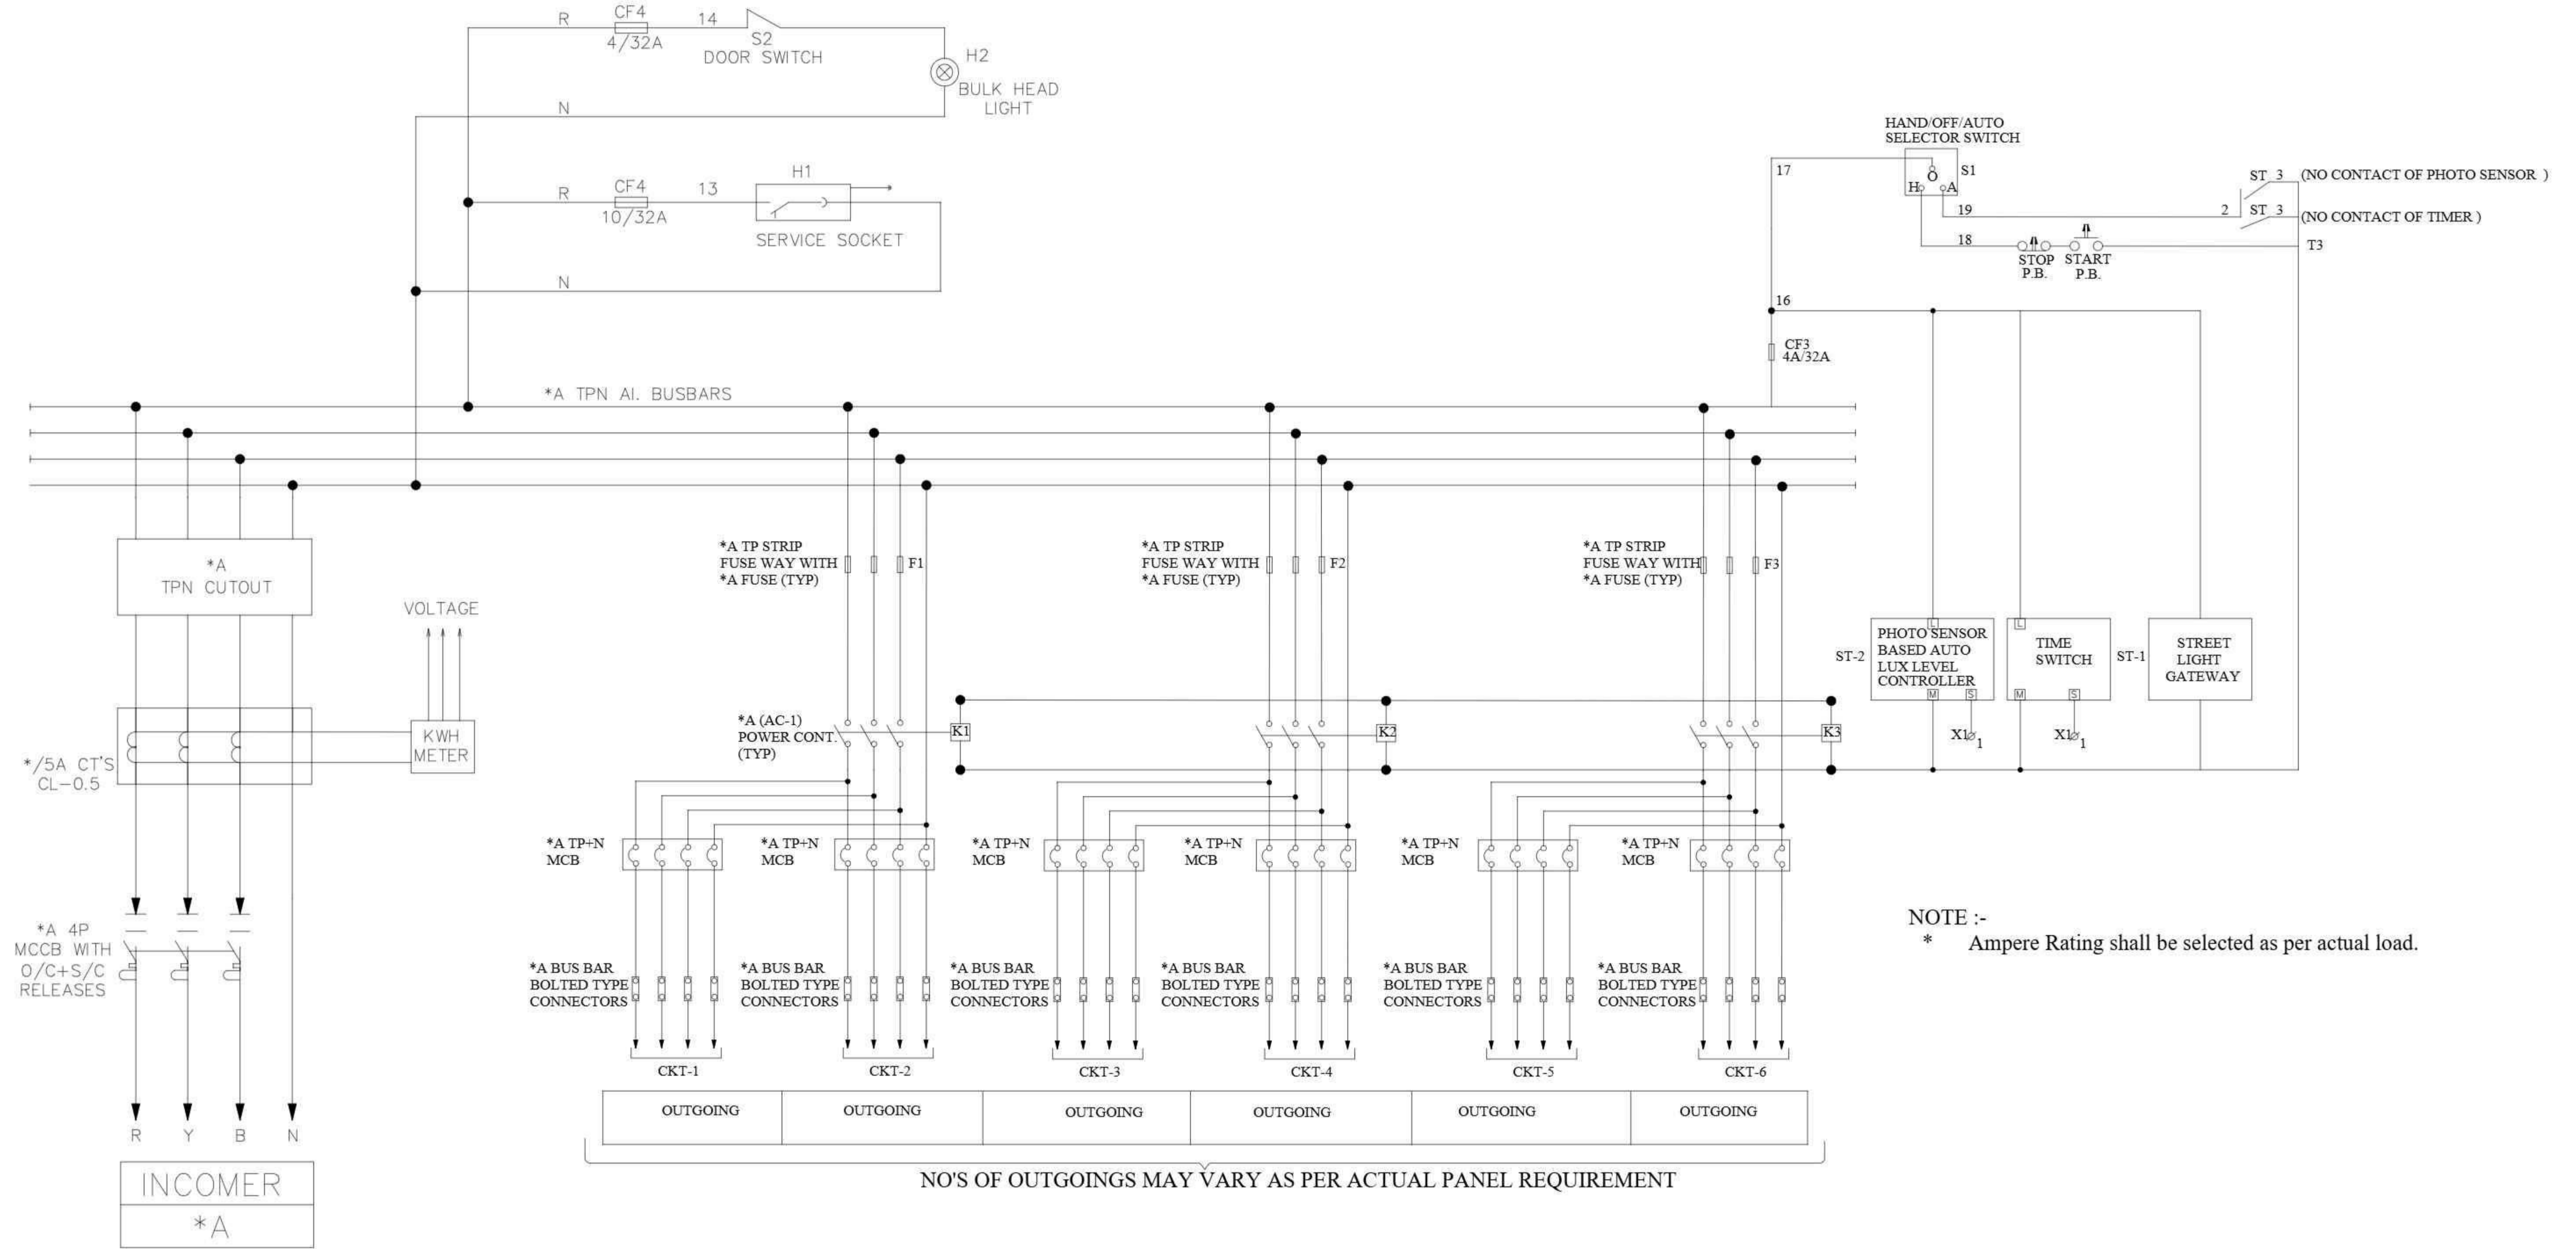 R
CF4
4/32A
14
S2
DOOR SWITCH
H2
BULK HEAD
LIGHT
N
R
CF4
10/32A
13
H1
SERVICE SOCKET
N
HAND/OFF/AUTO
SELECTOR SWITCH
17
O
S1
H
A
19
18
STOP
P.B.
START
P.B.
2
ST 3 (NO CONTACT OF PHOTO SENSOR )
ST 3 (NO CONTACT OF TIMER )
T3
16
CF3
4A/32A
*A TPN Al. BUSBARS
*A
TPN CUTOUT
VOLTAGE
KWH
METER
*/5A CT'S
CL-0.5
*A 4P
MCCB WITH
O/C+S/C
RELEASES
R
Y
B
N
INCOMER
*A
*A TP STRIP
FUSE WAY WITH
*A FUSE (TYP)
F1
*A TP STRIP
FUSE WAY WITH
*A FUSE (TYP)
F2
*A TP STRIP
FUSE WAY WITH
*A FUSE (TYP)
F3
*A (AC-1)
POWER CONT.
(TYP)
K1
K2
K3
ST-2
L
PHOTO SENSOR
BASED AUTO
LUX LEVEL
CONTROLLER
M
S
X1
1
L
TIME
SWITCH
M
S
X1
1
ST-1
STREET
LIGHT
GATEWAY
*A TP+N
MCB
*A TP+N
MCB
*A TP+N
MCB
*A TP+N
MCB
*A TP+N
MCB
*A TP+N
MCB
*A BUS BAR
BOLTED TYPE
CONNECTORS
*A BUS BAR
BOLTED TYPE
CONNECTORS
*A BUS BAR
BOLTED TYPE
CONNECTORS
*A BUS BAR
BOLTED TYPE
CONNECTORS
*A BUS BAR
BOLTED TYPE
CONNECTORS
*A BUS BAR
BOLTED TYPE
CONNECTORS
CKT-1
CKT-2
CKT-3
CKT-4
CKT-5
CKT-6
OUTGOING
OUTGOING
OUTGOING
OUTGOING
OUTGOING
OUTGOING
NO'S OF OUTGOINGS MAY VARY AS PER ACTUAL PANEL REQUIREMENT
NOTE :-
* Ampere Rating shall be selected as per actual load.